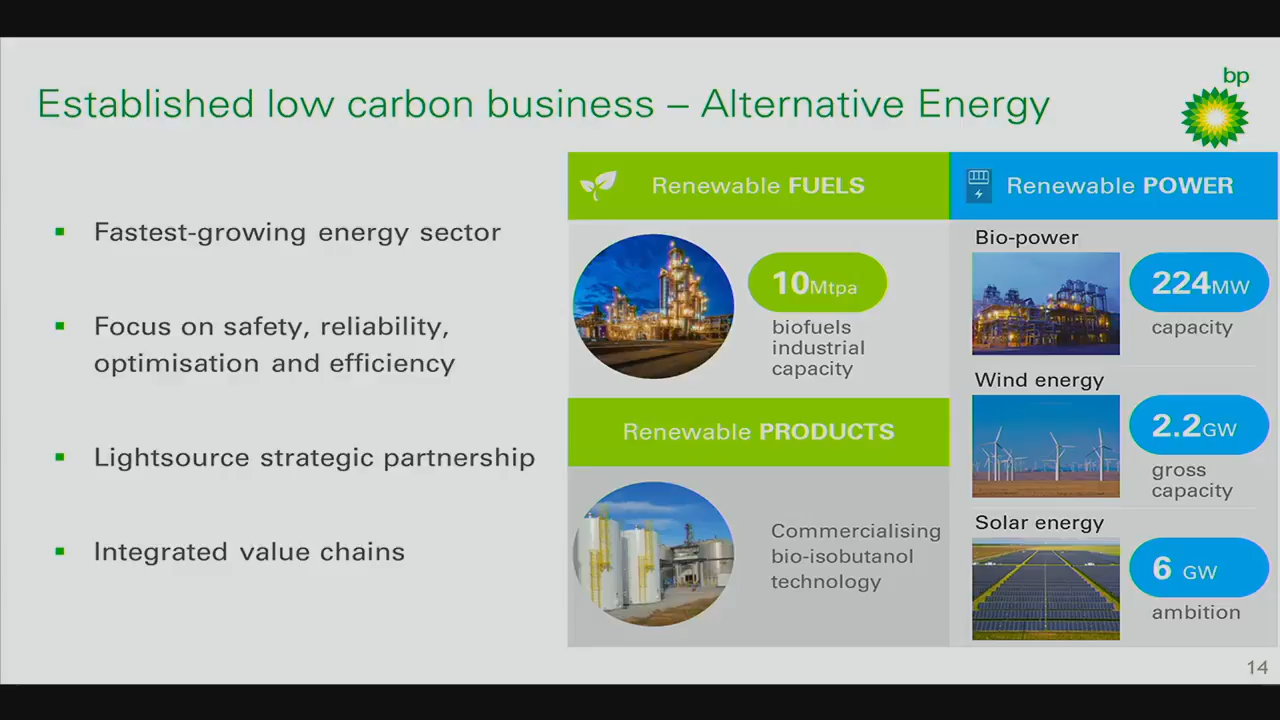 bp
Established low carbon business – Alternative Energy
Fastest-growing energy sector
Focus on safety, reliability,
optimisation and efficiency
Lightsource strategic partnership
Integrated value chains
Renewable FUELS
10Mtpa
biofuels
industrial
capacity
Renewable PRODUCTS
Commercialising
bio-isobutanol
technology
Renewable POWER
Bio-power
224MW
capacity
Wind energy
2.2GW
gross
capacity
Solar energy
6 GW
ambition
14